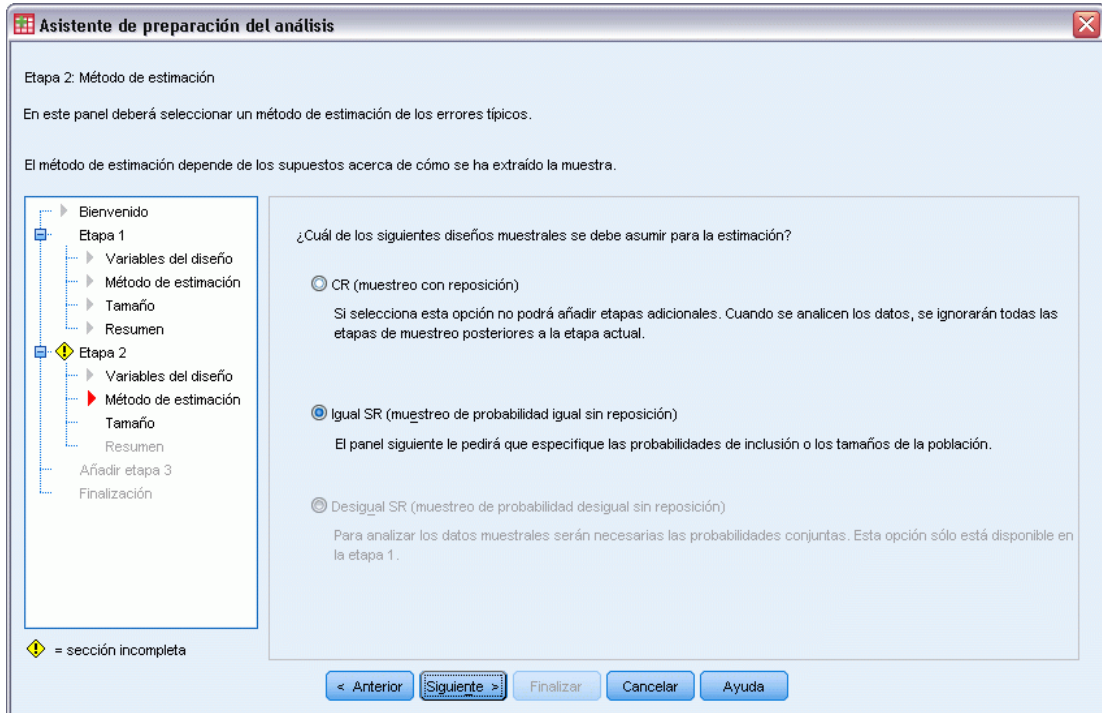 Asistente de preparación del análisis
Etapa 2: Método de estimación
En este panel deberá seleccionar un método de estimación de los errores típicos.
El método de estimación depende de los supuestos acerca de cómo se ha extraído la muestra.
Bienvenido
Etapa 1
Variables del diseño
Método de estimación
Tamaño
Resumen
Etapa 2
Variables del diseño
Método de estimación
Tamaño
Resumen
Añadir etapa 3
Finalización
! = sección incompleta
¿Cuál de los siguientes diseños muestrales se debe asumir para la estimación?
CR (muestreo con reposición)
Si selecciona esta opción no podrá añadir etapas adicionales. Cuando se analicen los datos, se ignorarán todas las
etapas de muestreo posteriores a la etapa actual.
Igual SR (muestreo de probabilidad igual sin reposición)
El panel siguiente le pedirá que especifique las probabilidades de inclusión o los tamaños de la población.
Desigual SR (muestreo de probabilidad desigual sin reposición)
Para analizar los datos muestrales serán necesarias las probabilidades conjuntas. Esta opción sólo está disponible en
la etapa 1.
< Anterior
Siguiente >
Finalizar
Cancelar
Ayuda